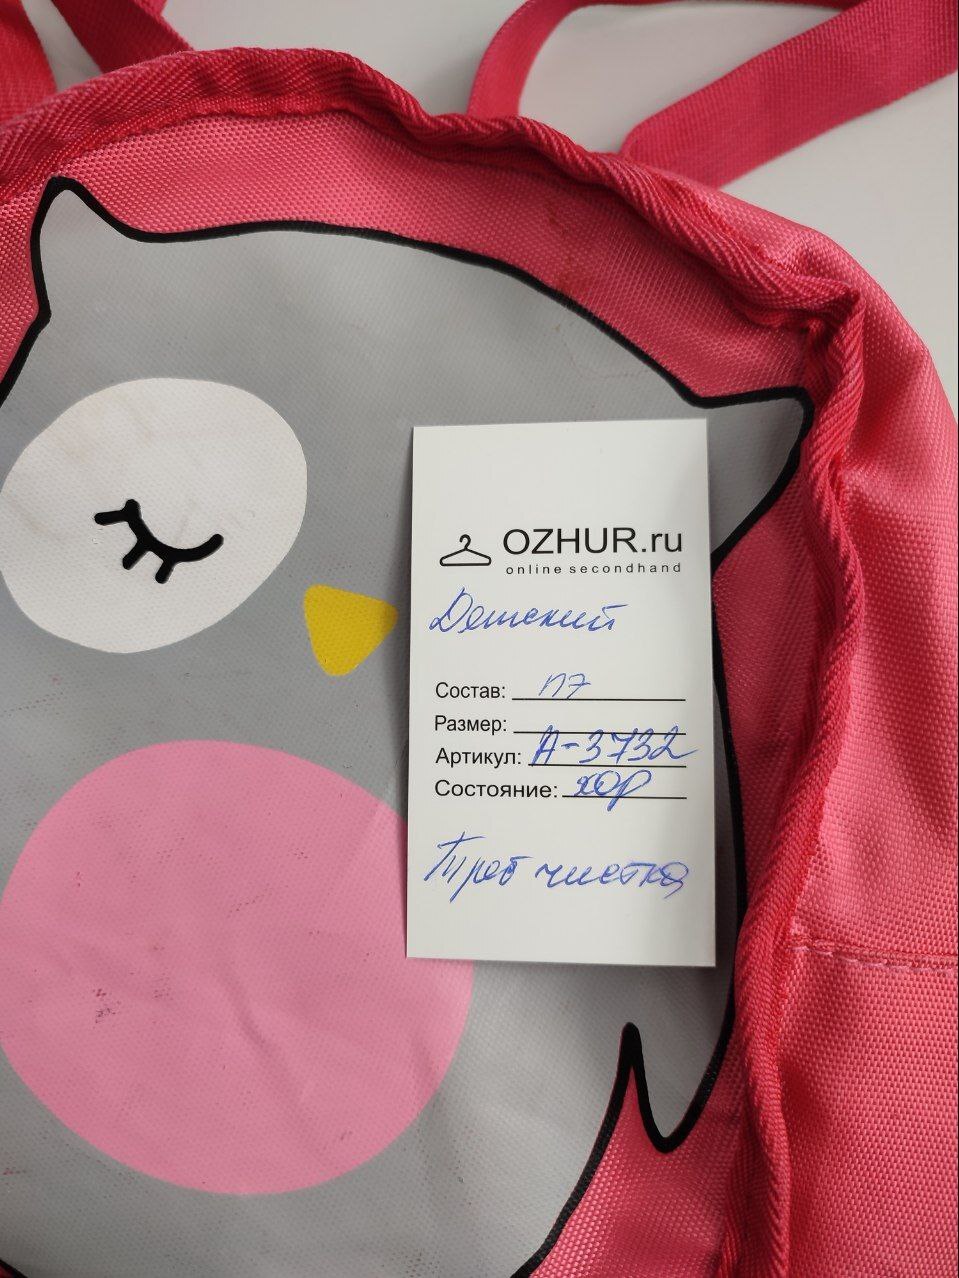 OZHUR.ru
online secondhand
Детский
Состав: ПЭ
Размер:
Артикул: А-3732
Состояние: хор
Треб чистка